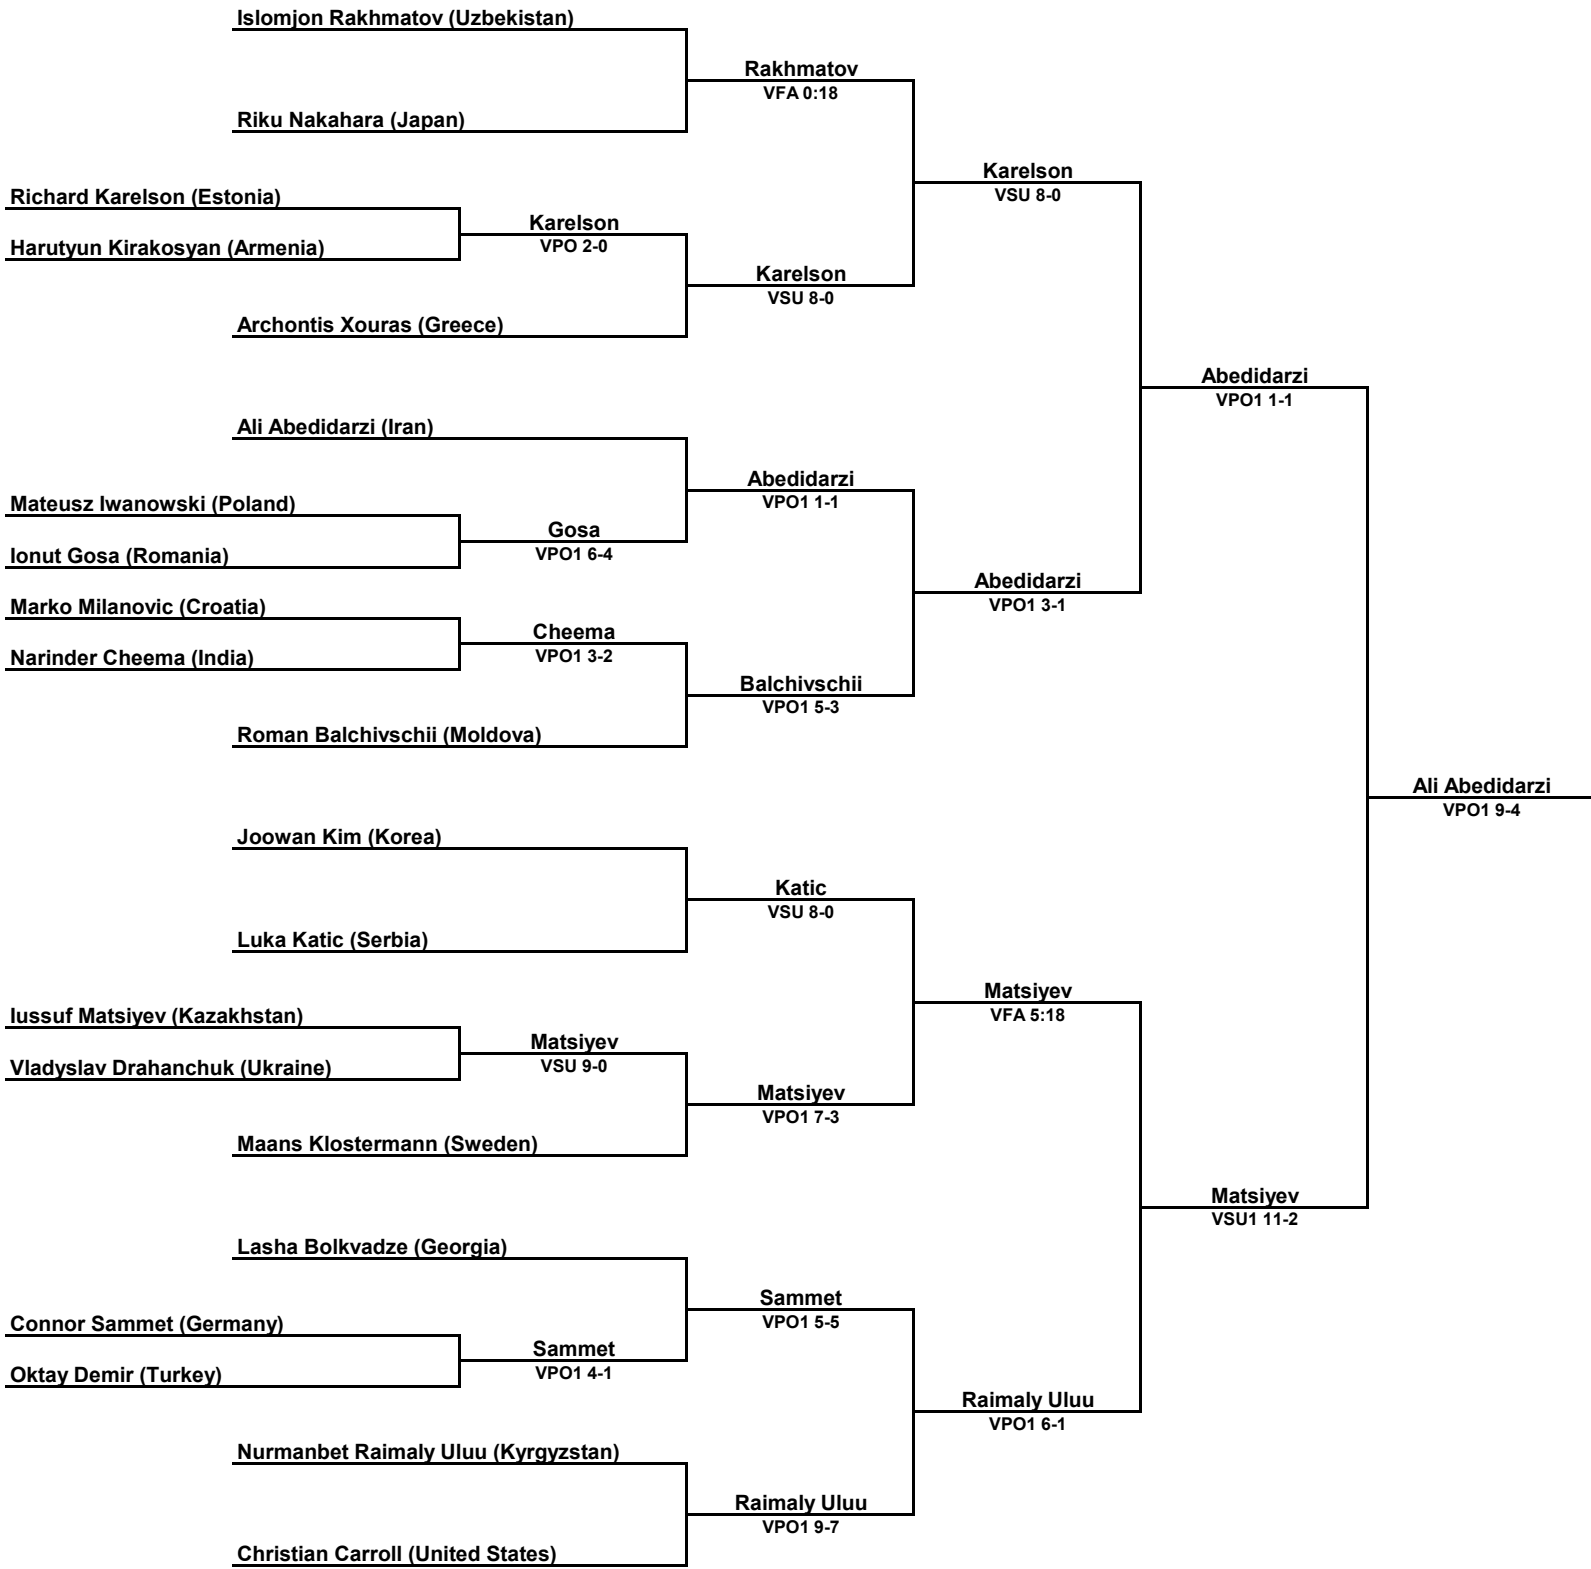 Islomjon Rakhmatov (Uzbekistan)
Rakhmatov
VFA 0:18
Riku Nakahara (Japan)
Karelson
VSU 8-0
Richard Karelson (Estonia)
Karelson
VPO 2-0
Harutyun Kirakosyan (Armenia)
Karelson
VSU 8-0
Archontis Xouras (Greece)
Abedidarzi
VPO1 1-1
Ali Abedidarzi (Iran)
Abedidarzi
VPO1 1-1
Mateusz Iwanowski (Poland)
Gosa
VPO1 6-4
Ionut Gosa (Romania)
Abedidarzi
VPO1 3-1
Marko Milanovic (Croatia)
Cheema
VPO1 3-2
Narinder Cheema (India)
Balchivschii
VPO1 5-3
Roman Balchivschii (Moldova)
Ali Abedidarzi
VPO1 9-4
Joowan Kim (Korea)
Katic
VSU 8-0
Luka Katic (Serbia)
Matsiyev
VFA 5:18
Iussuf Matsiyev (Kazakhstan)
Matsiyev
VSU 9-0
Vladyslav Drahanchuk (Ukraine)
Matsiyev
VPO1 7-3
Maans Klostermann (Sweden)
Matsiyev
VSU1 11-2
Lasha Bolkvadze (Georgia)
Sammet
VPO1 5-5
Connor Sammet (Germany)
Sammet
VPO1 4-1
Oktay Demir (Turkey)
Raimaly Uluu
VPO1 6-1
Nurmanbet Raimaly Uluu (Kyrgyzstan)
Raimaly Uluu
VPO1 9-7
Christian Carroll (United States)